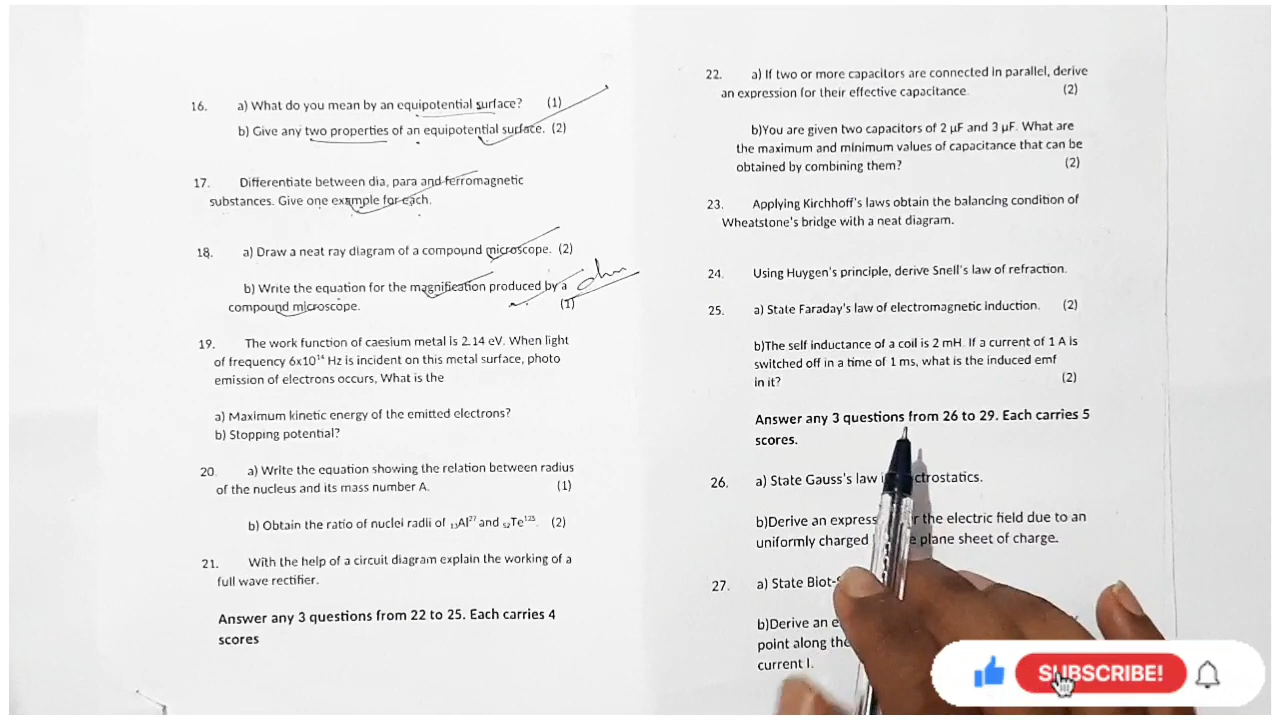 16. a) What do you mean by an equipotential surface? (1)
b) Give any two properties of an equipotential surface. (2)
17. Differentiate between dia, para and ferromagnetic
substances. Give one example for each.
18. a) Draw a neat ray diagram of a compound microscope. (2)
b) Write the equation for the magnification produced by a
compound microscope. (1)
19. The work function of caesium metal is 2.14 eV. When light
of frequency 6x10¹⁴ Hz is incident on this metal surface, photo
emission of electrons occurs, What is the
a) Maximum kinetic energy of the emitted electrons?
b) Stopping potential?
20. a) Write the equation showing the relation between radius
of the nucleus and its mass number A. (1)
b) Obtain the ratio of nuclei radii of ₁₃Al²⁷ and ₅₂Te¹²⁵. (2)
21. With the help of a circuit diagram explain the working of a
full wave rectifier.
Answer any 3 questions from 22 to 25. Each carries 4
scores
22. a) If two or more capacitors are connected in parallel, derive
an expression for their effective capacitance. (2)
b)You are given two capacitors of 2 µF and 3 µF. What are
the maximum and minimum values of capacitance that can be
obtained by combining them? (2)
23. Applying Kirchhoff's laws obtain the balancing condition of
Wheatstone's bridge with a neat diagram.
24. Using Huygen's principle, derive Snell's law of refraction.
25. a) State Faraday's law of electromagnetic induction. (2)
b)The self inductance of a coil is 2 mH. If a current of 1 A is
switched off in a time of 1 ms, what is the induced emf
in it? (2)
Answer any 3 questions from 26 to 29. Each carries 5
scores.
26. a) State Gauss's law electrostatics.
b)Derive an the electric field due to an
uniformly charged plane sheet of charge.
27. a) State
b)Derive an
point along
current I.
SUBSCRIBE!